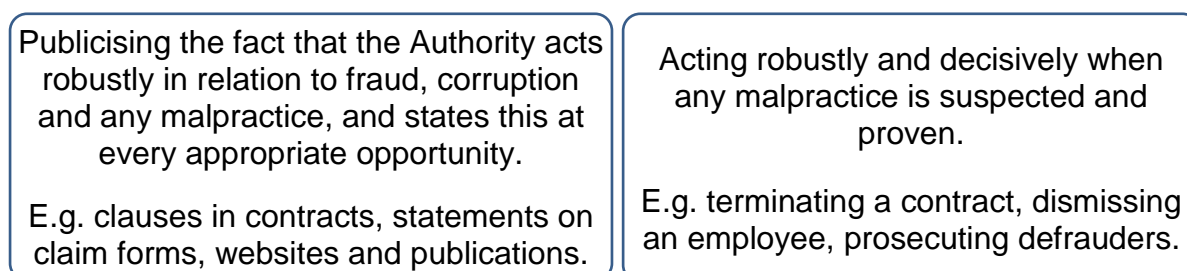 Publicising the fact that the Authority acts
robustly in relation to fraud, corruption
and any malpractice, and states this at
every appropriate opportunity.
E.g. clauses in contracts, statements on
claim forms, websites and publications.
Acting robustly and decisively when
any malpractice is suspected and
proven.
E.g. terminating a contract, dismissing
an employee, prosecuting defrauders.